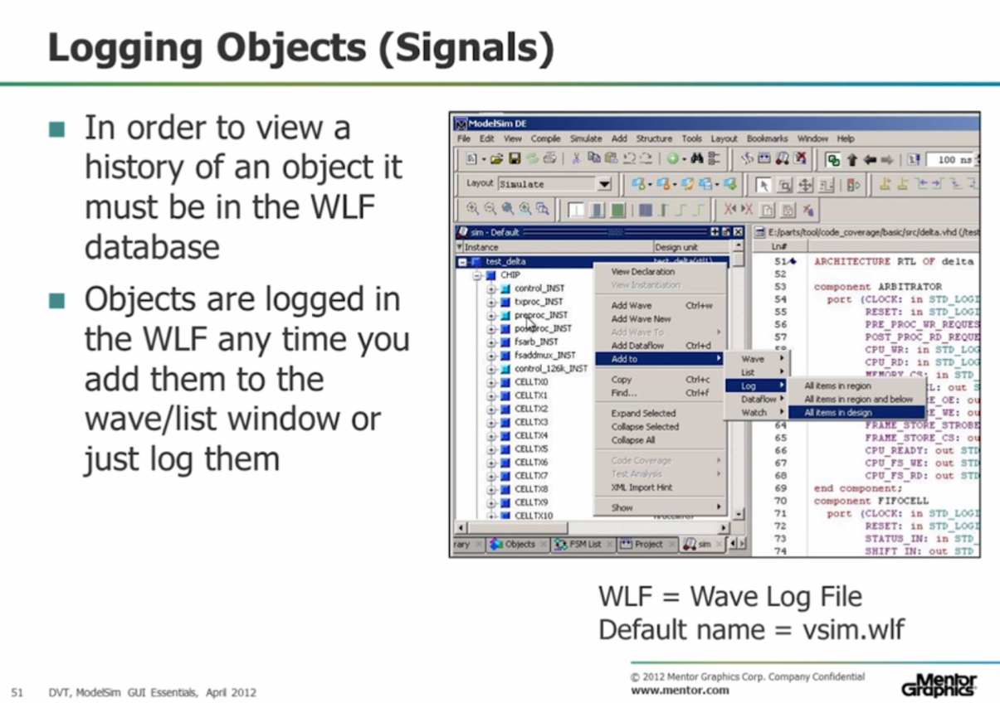 Logging Objects (Signals)
In order to view a
history of an object it
must be in the WLF
database
Objects are logged in
the WLF any time you
add them to the
wave/list window or
just log them
ModelSim DE
File Edit View Compile Simulate Add Structure Tools Layout Bookmarks Window Help
100 ns
Layout Simulate
sim - Default
Instance Design unit
test_delta test_delta(rtl1)
CHIP
control_INST
txproc_INST
preproc_INST
postproc_INST
fsarb_INST
fsaddmux_INST
control_126k_INST
CELLTX0
CELLTX1
CELLTX2
CELLTX3
CELLTX4
CELLTX5
CELLTX6
CELLTX7
CELLTX8
CELLTX9
CELLTX10
View Declaration
View Instantiation
Add Wave Ctrl+w
Add Wave New
Add Wave To
Add Dataflow Ctrl+d
Add to
Copy Ctrl+c
Find... Ctrl+f
Expand Selected
Collapse Selected
Collapse All
Code Coverage
Test Analysis
XML Import Hint
Show
Wave
List
Log
Dataflow
Watch
All items in region
All items in region and below
All items in design
rary Objects FSM List Project sim
E:/parts/tool/code_coverage/basic/src/delta.vhd (/test
Ln#
51 ARCHITECTURE RTL OF delta
52
53 component ARBITRATOR
54 port (CLOCK: in STD_LOGI
55 RESET: in STD_LOGI
56 PRE_PROC_WR_REQUES
57 POST_PROC_RD_REQUE
CPU_WR: in STD_LOG
CPU_RD: in STD_LOG
MEMORY_CS: in STD_
L: out S
E_OE: ou
E_WE: ou
64 FRAME_STORE_STROBE
65 FRAME_STORE_CS: ou
66 CPU_READY: out STD
67 CPU_FS_WE: out STD
68 CPU_FS_RD: out STD
69 end component;
70 component FIFOCELL
71 port (CLOCK: in STD_LOGI
72 RESET: in STD_LOGI
73 STATUS_IN: in STD_
74 SHIFT_IN: out STD_
WLF = Wave Log File
Default name = vsim.wlf
51 DVT, ModelSim GUI Essentials, April 2012
© 2012 Mentor Graphics Corp. Company Confidential
www.mentor.com
Mentor
Graphics